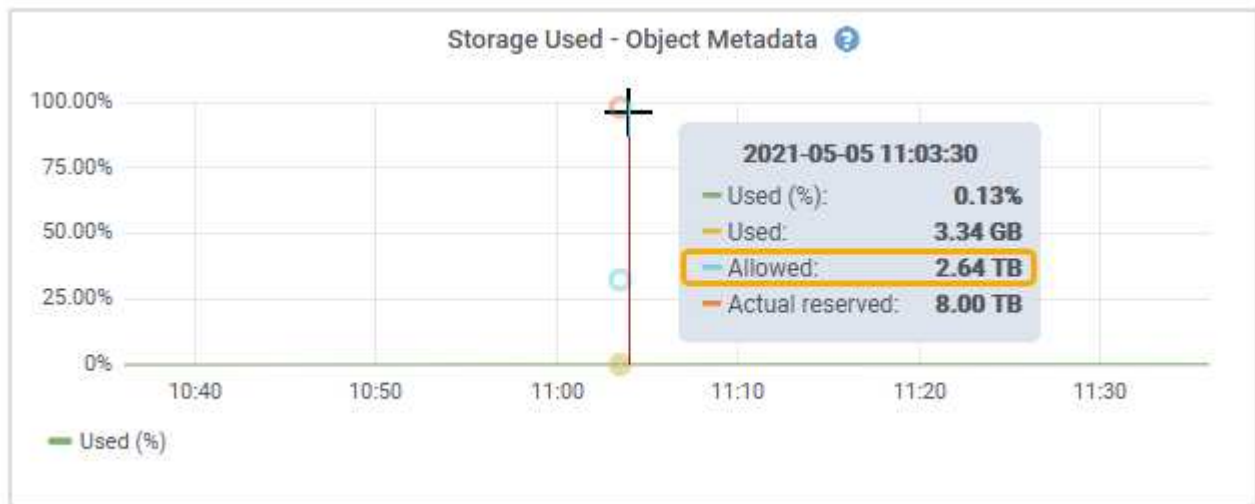 Storage Used - Object Metadata ?
100.00%
75.00%
50.00%
25.00%
0%
2021-05-05 11:03:30
Used (%): 0.13%
Used: 3.34 GB
Allowed: 2.64 TB
Actual reserved: 8.00 TB
10:40 10:50 11:00 11:10 11:20 11:30
Used (%)